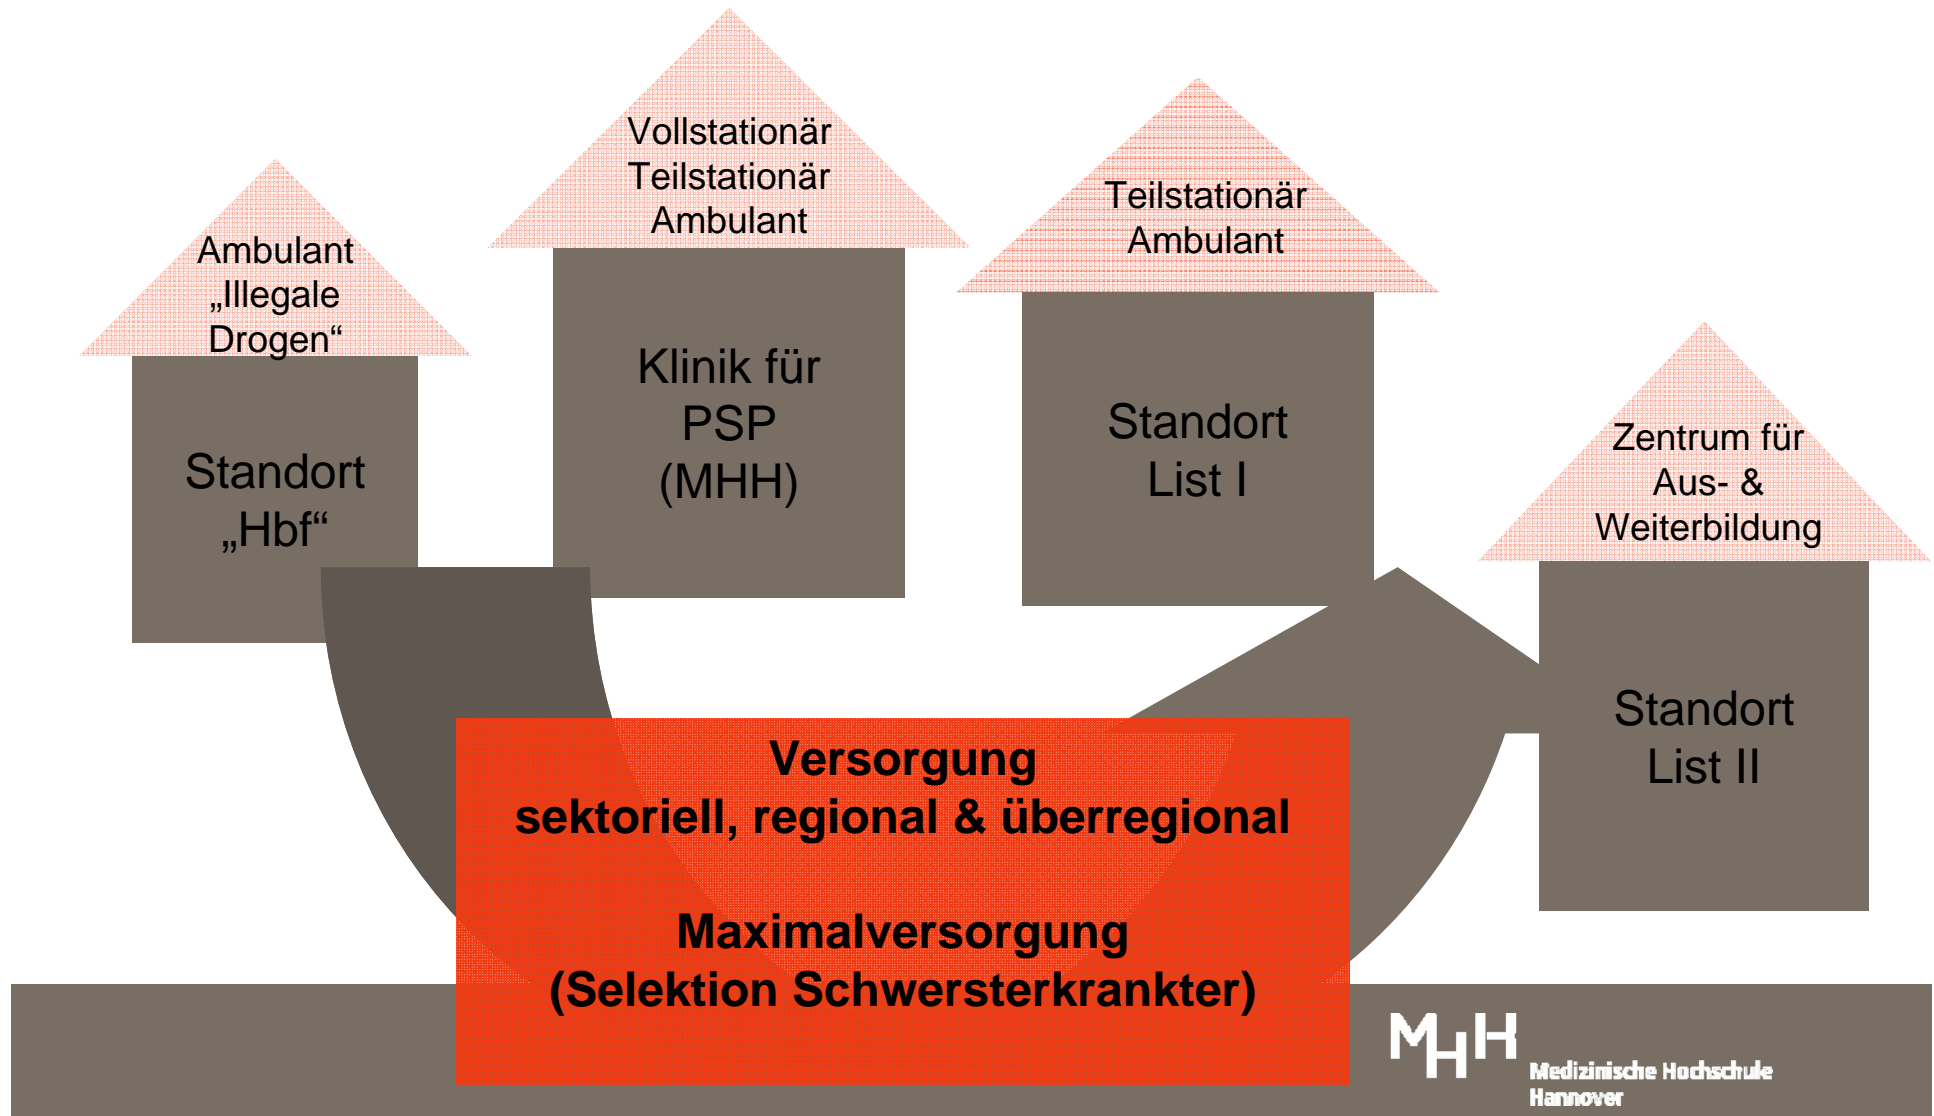 Ambulant
„Illegale
Drogen“
Standort
„Hbf“
Vollstationär
Teilstationär
Ambulant
Klinik für
PSP
(MHH)
Teilstationär
Ambulant
Standort
List I
Zentrum für
Aus- &
Weiterbildung
Standort
List II
Versorgung
sektoriell, regional & überregional
Maximalversorgung
(Selektion Schwersterkrankter)
MHH
Medizinische Hochschule
Hannover